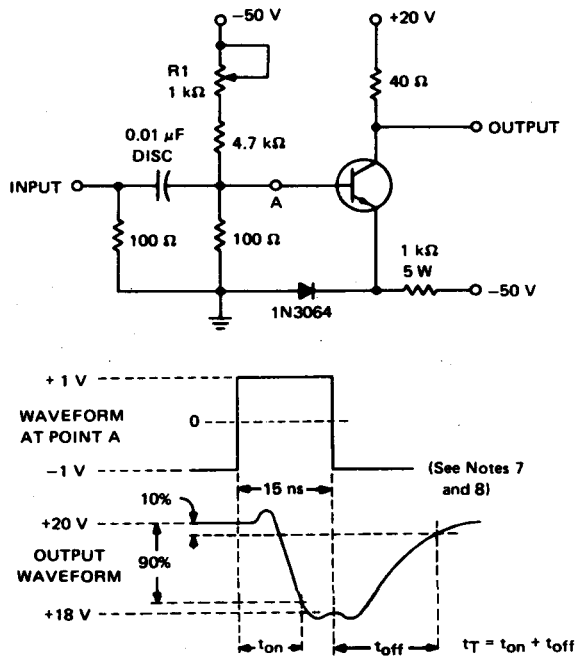 −50 V
+20 V
R1
1 kΩ
40 Ω
0.01 µF
DISC
4.7 kΩ
OUTPUT
INPUT
A
100 Ω
100 Ω
1 kΩ
5 W
−50 V
1N3064
+1 V
WAVEFORM
AT POINT A
0
−1 V
15 ns
(See Notes 7
and 8)
10%
+20 V
OUTPUT
WAVEFORM
90%
+18 V
ton
toff
tT = ton + toff